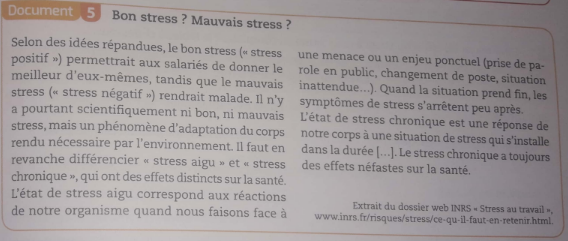 Document 5
Bon stress ? Mauvais stress ?
Selon des idées répandues, le bon stress (« stress
positif ») permettrait aux salariés de donner le
meilleur d'eux-mêmes, tandis que le mauvais
stress (« stress négatif ») rendrait malade. Il n'y
a pourtant scientifiquement ni bon, ni mauvais
stress, mais un phénomène d'adaptation du corps
rendu nécessaire par l'environnement. Il faut en
revanche différencier « stress aigu » et « stress
chronique », qui ont des effets distincts sur la santé.
L'état de stress aigu correspond aux réactions
de notre organisme quand nous faisons face à
une menace ou un enjeu ponctuel (prise de pa-
role en public, changement de poste, situation
inattendue...). Quand la situation prend fin, les
symptômes de stress s'arrêtent peu après.
L'état de stress chronique est une réponse de
notre corps à une situation de stress qui s'installe
dans la durée [...]. Le stress chronique a toujours
des effets néfastes sur la santé.
Extrait du dossier web INRS « Stress au travail »,
www.inrs.fr/risques/stress/ce-qu-il-faut-en-retenir.html.